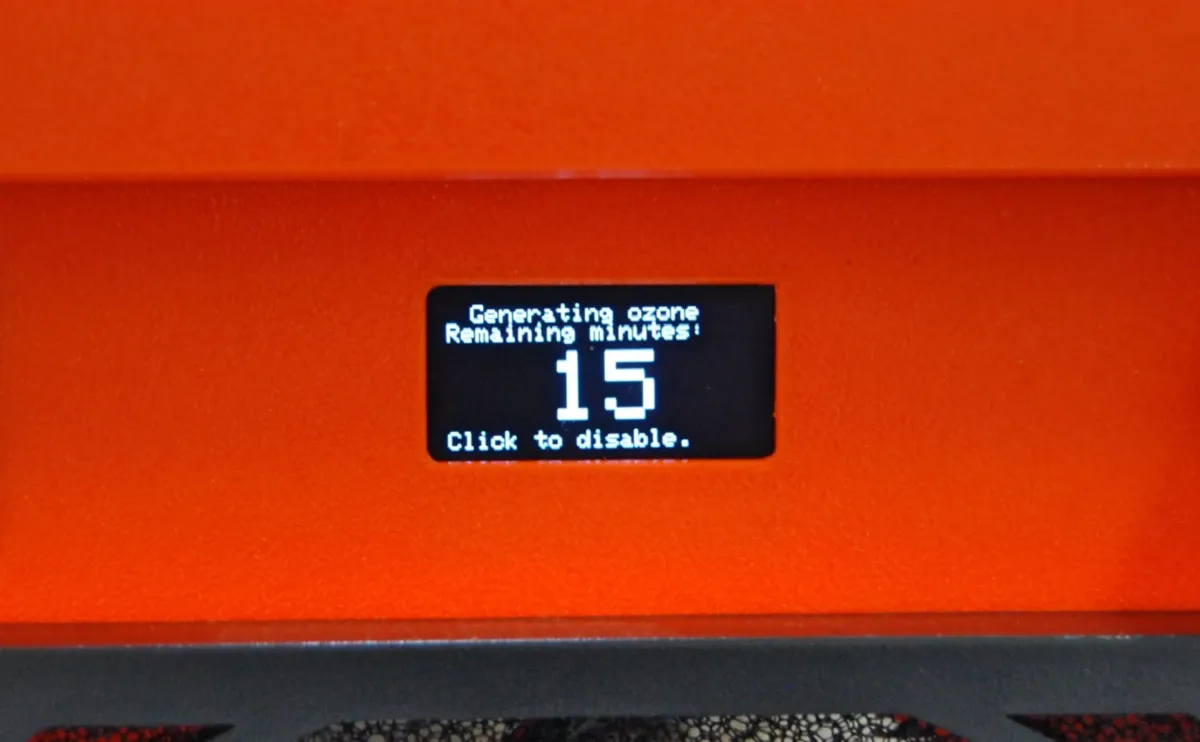 Generating ozone
Remaining minutes:
15
Click to disable.